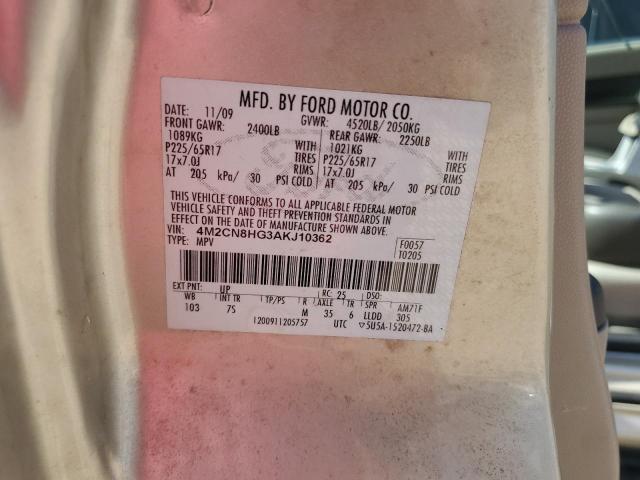 MFD. BY FORD MOTOR CO.
DATE: 11/09 GVWR: 4520LB/ 2050KG
FRONT GAWR: 2400LB REAR GAWR: 2250LB
1089KG WITH 1021KG WITH
P225/65R17 TIRES P225/65R17 TIRES
17x7.0J RIMS 17x7.0J RIMS
AT 205 kPa/ 30 PSI COLD AT 205 kPa/ 30 PSI COLD
THIS VEHICLE CONFORMS TO ALL APPLICABLE FEDERAL MOTOR
VEHICLE SAFETY AND THEFT PREVENTION STANDARDS IN
EFFECT ON THE DATE OF MANUFACTURE SHOWN ABOVE.
VIN: 4M2CN8HG3AKJ10362 F0057
TYPE: MPV T0205
EXT PNT: UP RC: 25 DSO:
WB INT TR TP/PS R AXLE TR SPR AM71F
103 7S M 35 6 LLDD 305
1200911205757 UTC ▽5U5A-1520472-BA